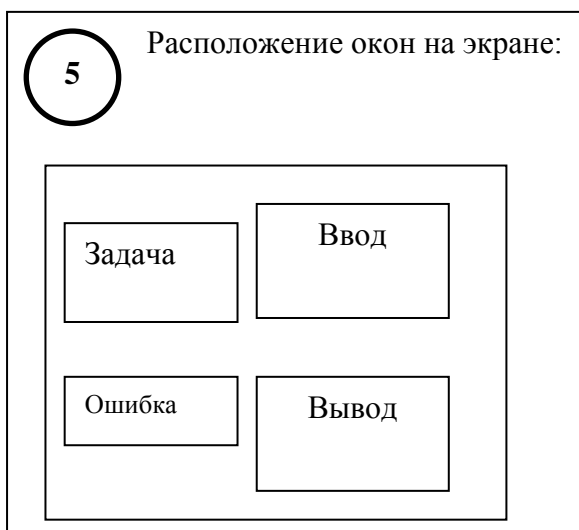 5
Расположение окон на экране:
Задача
Ввод
Ошибка
Вывод